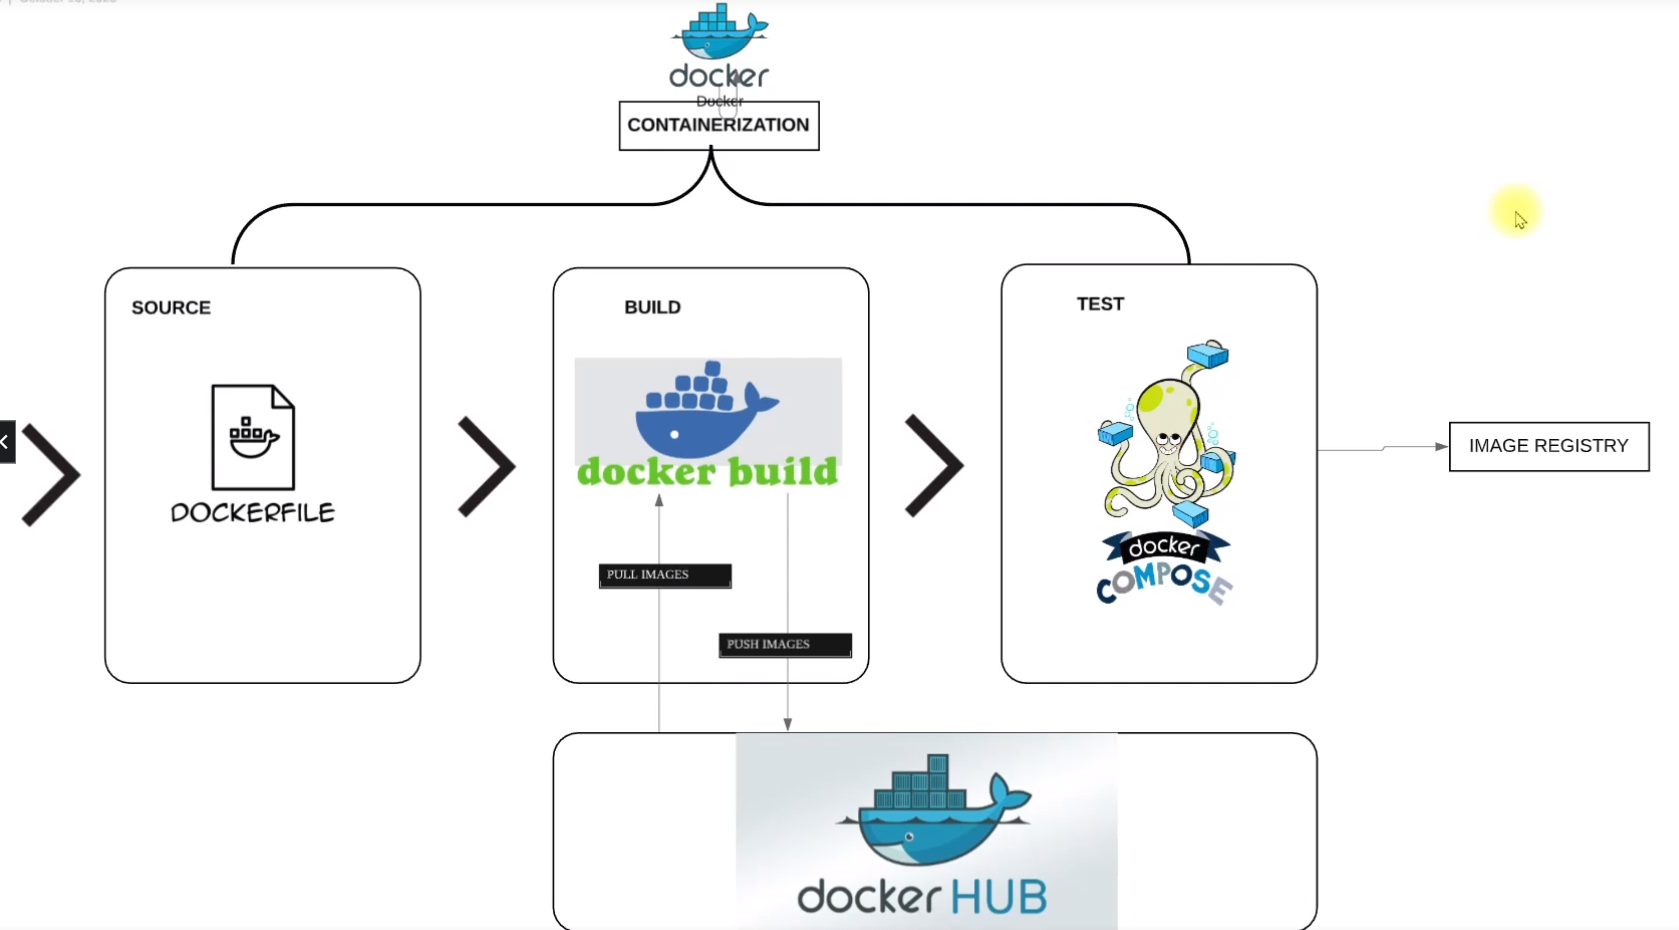 docker
Docker
CONTAINERIZATION
SOURCE
DOCKERFILE
BUILD
docker build
PULL IMAGES
PUSH IMAGES
TEST
docker
COMPOSE
IMAGE REGISTRY
docker HUB